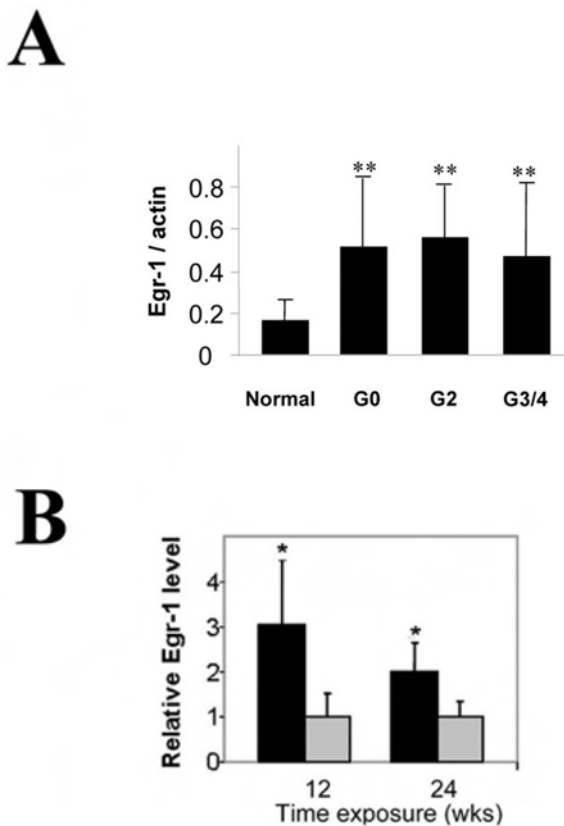 A
Egr-1 / actin
** ** **
0.8
0.6
0.4
0.2
0
Normal G0 G2 G3/4
B
Relative Egr-1 level
* *
4
3
2
1
0
12 24
Time exposure (wks)